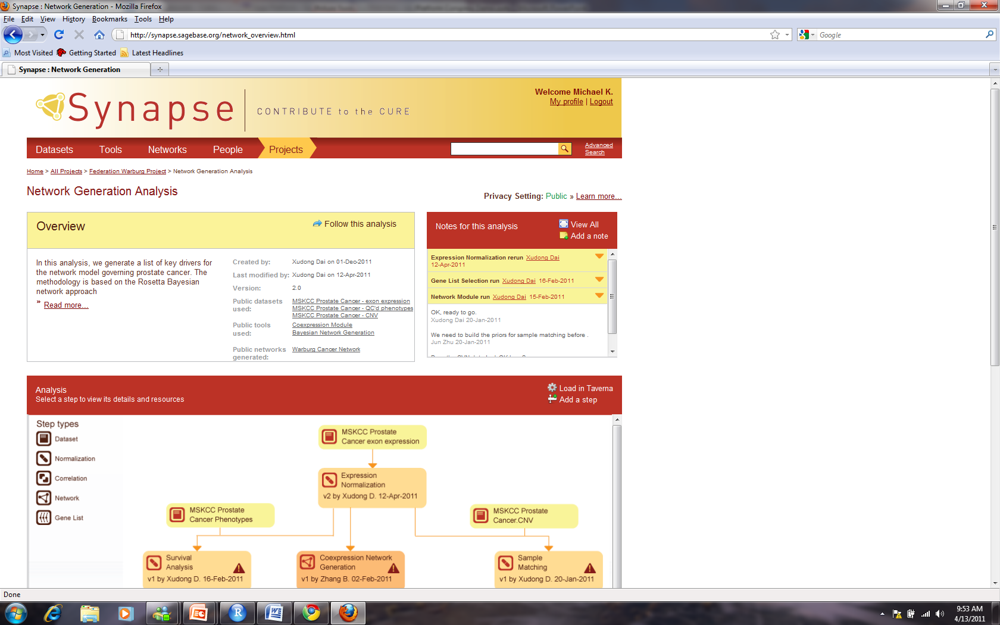 Synapse : Network Generation - Mozilla Firefox
File Edit View History Bookmarks Tools Help
http://synapse.sagebase.org/network_overview.html
Google
Most Visited Getting Started Latest Headlines
Synapse : Network Generation
Synapse
CONTRIBUTE to the CURE
Welcome Michael K.
My profile | Logout
Datasets Tools Networks People Projects
Advanced
Search
Home > All Projects > Federation Warburg Project > Network Generation Analysis
Network Generation Analysis
Privacy Setting: Public » Learn more...
Overview
Follow this analysis
In this analysis, we generate a list of key drivers for
the network model governing prostate cancer. The
methodology is based on the Rosetta Bayesian
network approach
» Read more...
Created by: Xudong Dai on 01-Dec-2011
Last modified by: Xudong Dai on 12-Apr-2011
Version: 2.0
Public datasets
used:
MSKCC Prostate Cancer - exon expression
MSKCC Prostate Cancer - QC'd phenotypes
MSKCC Prostate Cancer - CNV
Public tools
used:
Coexpression Module
Bayesian Network Generation
Public networks
generated:
Warburg Cancer Network
Notes for this analysis
View All
Add a note
Expression Normalization rerun Xudong Dai
12-Apr-2011
Gene List Selection run Xudong Dai 16-Feb-2011
Network Module run Xudong Dai 15-Feb-2011
OK, ready to go.
Xudong Dai 20-Jan-2011
We need to build the priors for sample matching before .
Jun Zhu 20-Jan-2011
Analysis
Select a step to view its details and resources
Load in Taverna
Add a step
Step types
Dataset
Normalization
Correlation
Network
Gene List
MSKCC Prostate
Cancer exon expression
Expression
Normalization
v2 by Xudong D. 12-Apr-2011
MSKCC Prostate
Cancer Phenotypes
MSKCC Prostate
Cancer.CNV
Survival
Analysis
v1 by Xudong D. 16-Feb-2011
Coexpression Network
Generation
v1 by Zhang B. 02-Feb-2011
Sample
Matching
v1 by Xudong D. 20-Jan-2011
Done
9:53 AM
4/13/2011